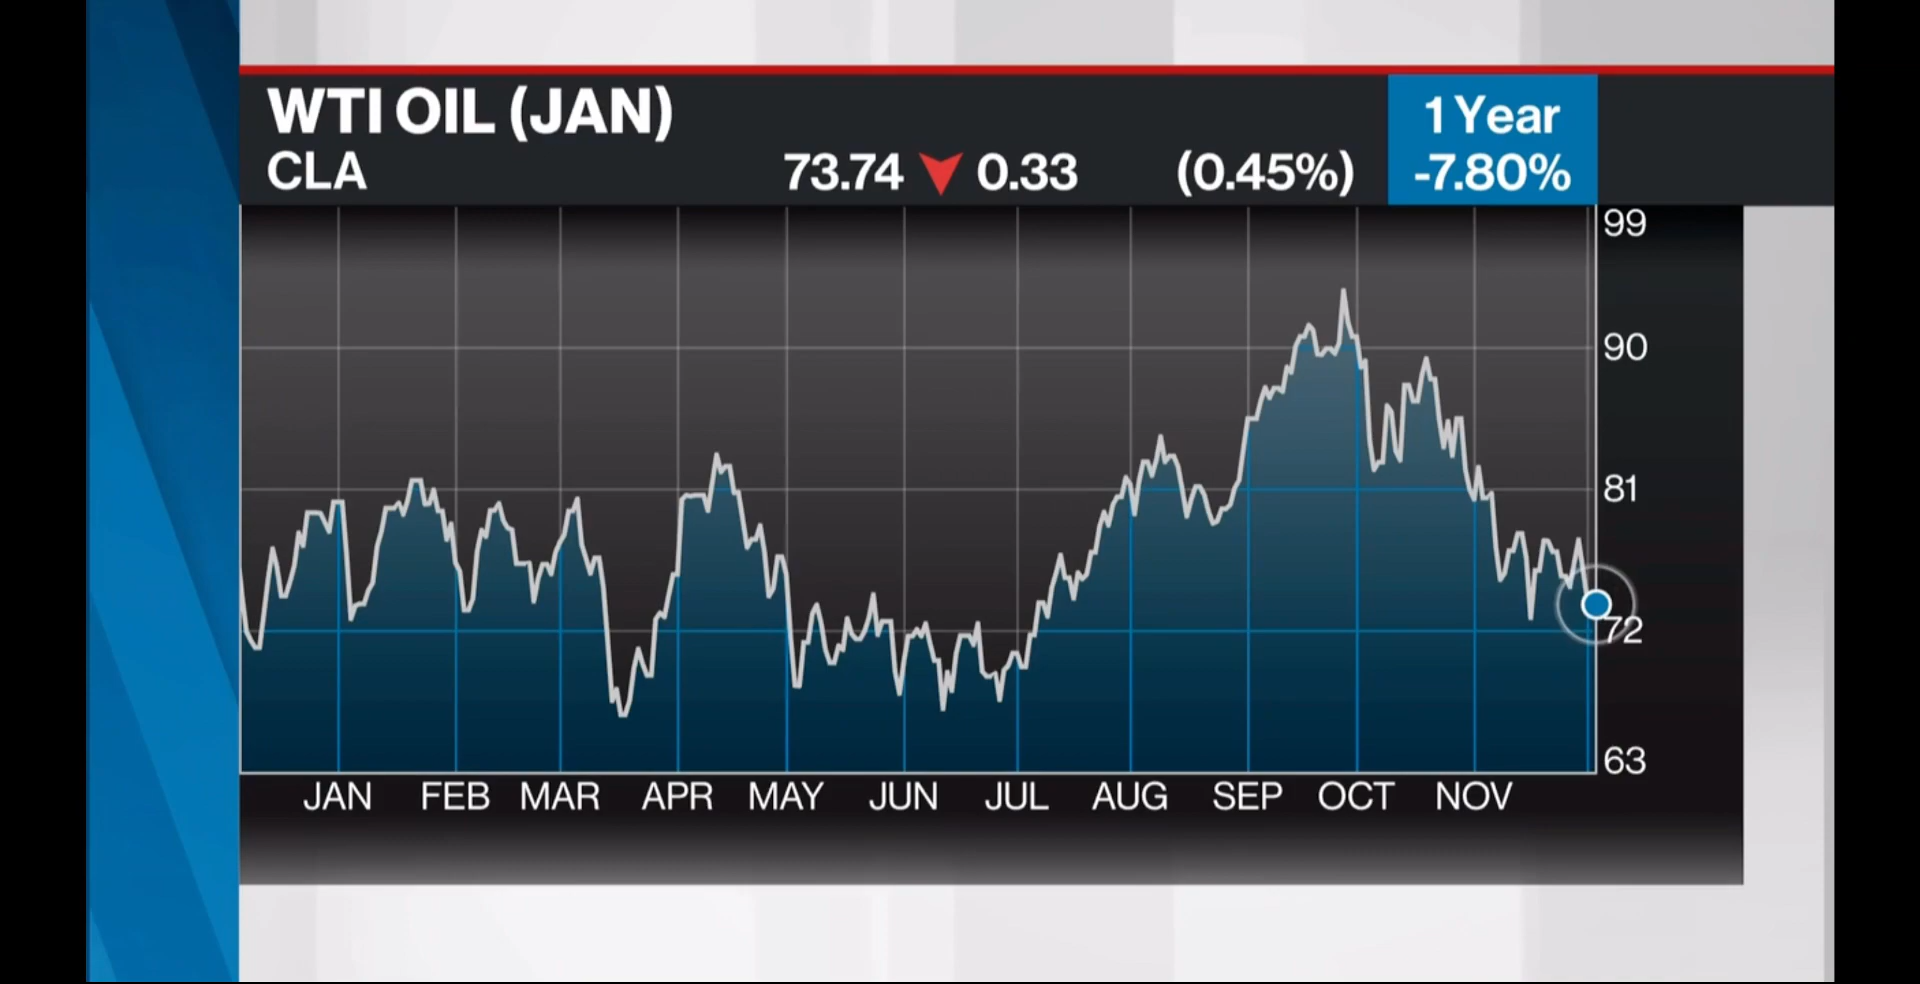 WTI OIL (JAN)
1 Year
CLA 73.74 0.33 (0.45%) -7.80%
99
90
81
72
63
JAN FEB MAR APR MAY JUN JUL AUG SEP OCT NOV